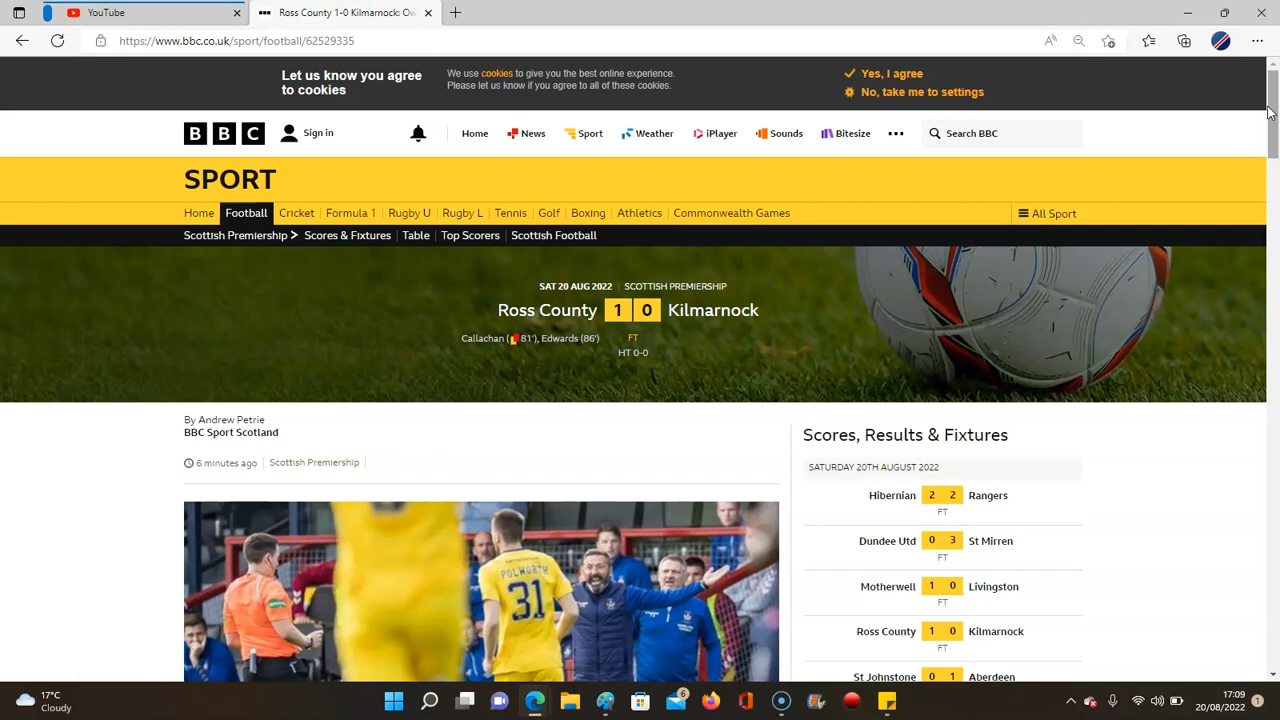 YouTube
Ross County 1-0 Kilmarnock: Ow
https://www.bbc.co.uk/sport/football/62529335
Let us know you agree
to cookies
We use cookies to give you the best online experience.
Please let us know if you agree to all of these cookies.
Yes, I agree
No, take me to settings
BBC
Sign in
Home
News
Sport
Weather
iPlayer
Sounds
Bitesize
Search BBC
SPORT
Home
Football
Cricket
Formula 1
Rugby U
Rugby L
Tennis
Golf
Boxing
Athletics
Commonwealth Games
All Sport
Scottish Premiership
Scores & Fixtures
Table
Top Scorers
Scottish Football
SAT 20 AUG 2022 SCOTTISH PREMIERSHIP
Ross County 1 0 Kilmarnock
Callachan ( 81'), Edwards (86')
FT
HT 0-0
By Andrew Petrie
BBC Sport Scotland
6 minutes ago
Scottish Premiership
POLWORTH
31
Scores, Results & Fixtures
SATURDAY 20TH AUGUST 2022
Hibernian 2 2 Rangers
FT
Dundee Utd 0 3 St Mirren
FT
Motherwell 1 0 Livingston
FT
Ross County 1 0 Kilmarnock
FT
St Johnstone 0 1 Aberdeen
17°C
Cloudy
6
17:09
20/08/2022
1